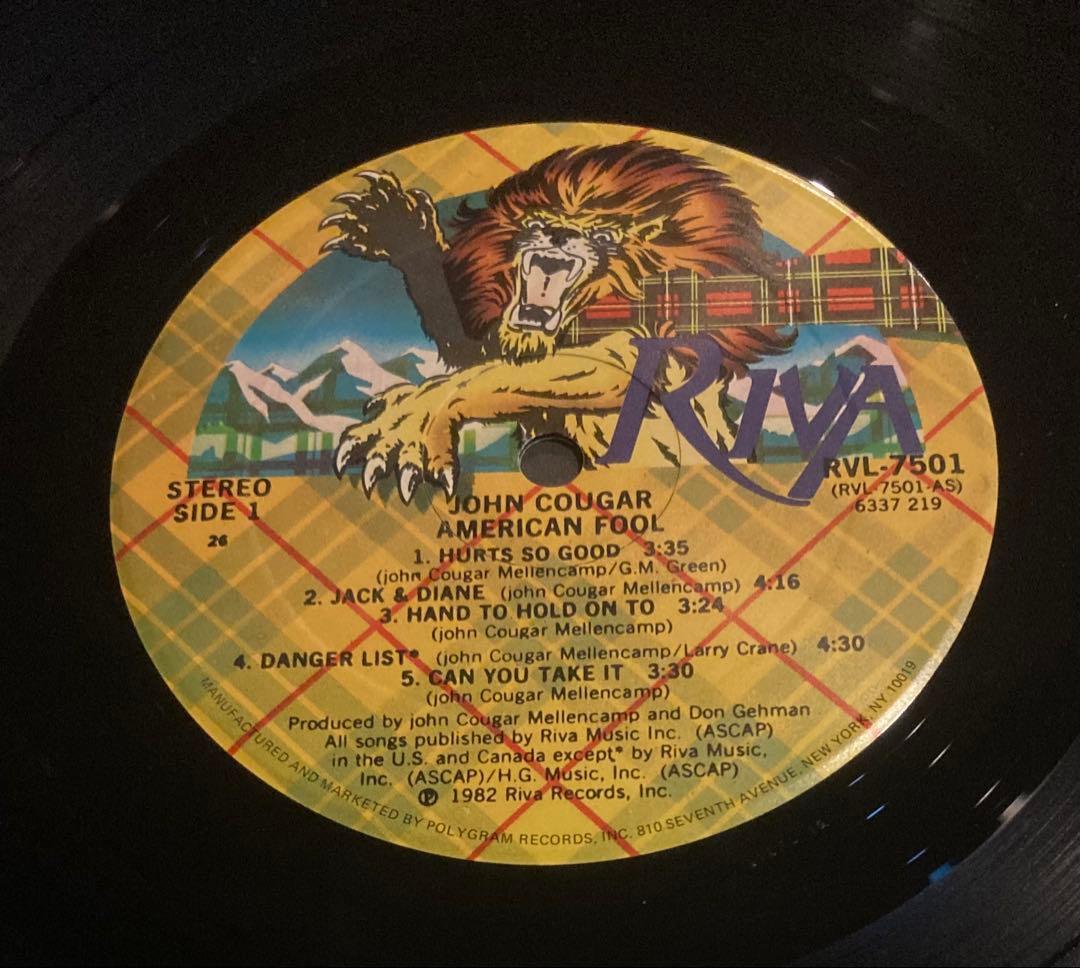 RIVA
RVL-7501
(RVL-7501-AS)
6337 219
STEREO
SIDE 1
26
JOHN COUGAR
AMERICAN FOOL
1. HURTS SO GOOD 3:35
(john Cougar Mellencamp/G.M. Green)
2. JACK & DIANE (john Cougar Mellencamp) 4:16
3. HAND TO HOLD ON TO 3:24
(john Cougar Mellencamp)
4. DANGER LIST* (john Cougar Mellencamp/Larry Crane) 4:30
5. CAN YOU TAKE IT 3:30
(john Cougar Mellencamp)
Produced by john Cougar Mellencamp and Don Gehman
All songs published by Riva Music Inc. (ASCAP)
in the U.S. and Canada except* by Riva Music,
Inc. (ASCAP)/H.G. Music, Inc. (ASCAP)
℗ 1982 Riva Records, Inc.
MANUFACTURED AND MARKETED BY POLYGRAM RECORDS, INC. 810 SEVENTH AVENUE, NEW YORK, NY 10019